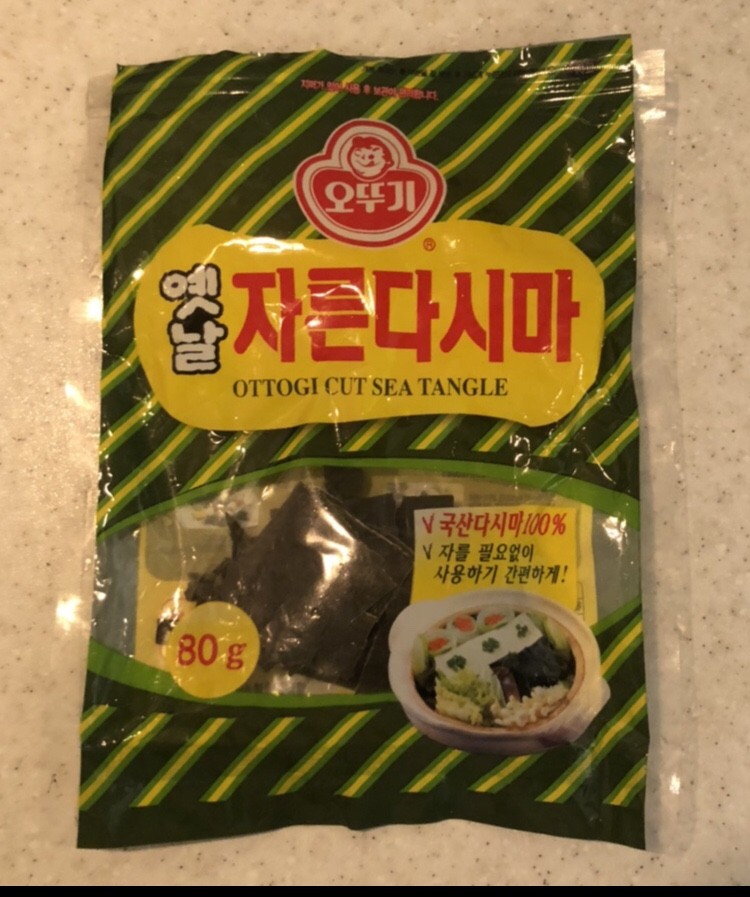 오뚜기
®
옛날
자른다시마
OTTOGI CUT SEA TANGLE
V 국산다시마100%
V 자를 필요없이
사용하기 간편하게!
80g